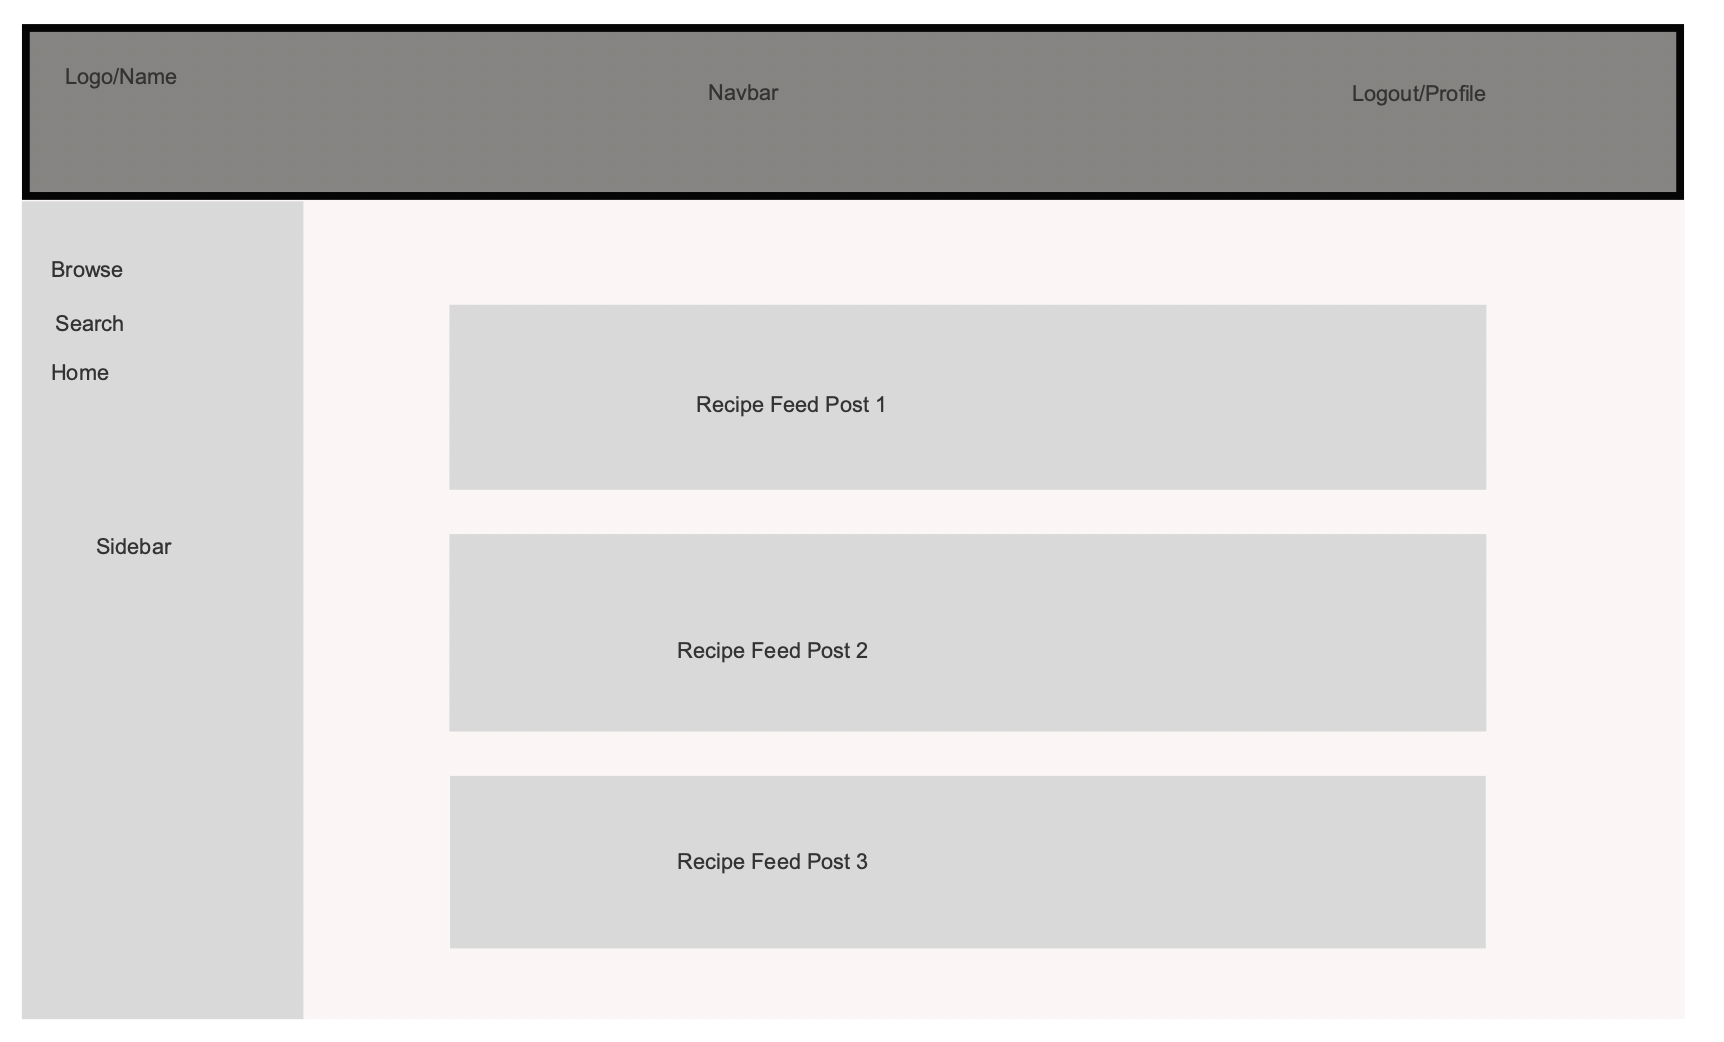 Logo/Name
Navbar
Logout/Profile
Browse
Search
Home
Sidebar
Recipe Feed Post 1
Recipe Feed Post 2
Recipe Feed Post 3